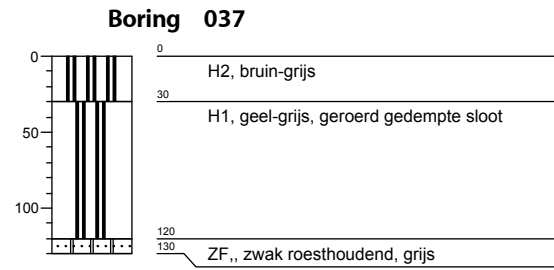 Boring 037
0
0
H2, bruin-grijs
30
H1, geel-grijs, geroerd gedempte sloot
50
100
120
130
ZF,, zwak roesthoudend, grijs